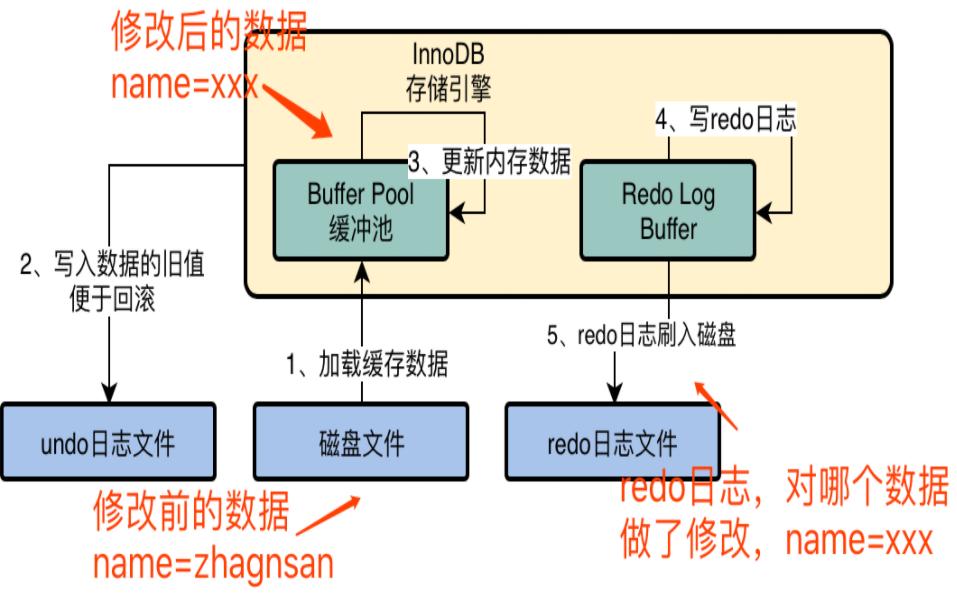 修改后的数据
name=xxx
InnoDB
存储引擎
4、写redo日志
3、更新内存数据
Buffer Pool
缓冲池
Redo Log
Buffer
2、写入数据的旧值
便于回滚
5、redo日志刷入磁盘
1、加载缓存数据
undo日志文件
磁盘文件
redo日志文件
修改前的数据
name=zhagnsan
redo日志，对哪个数据
做了修改，name=xxx